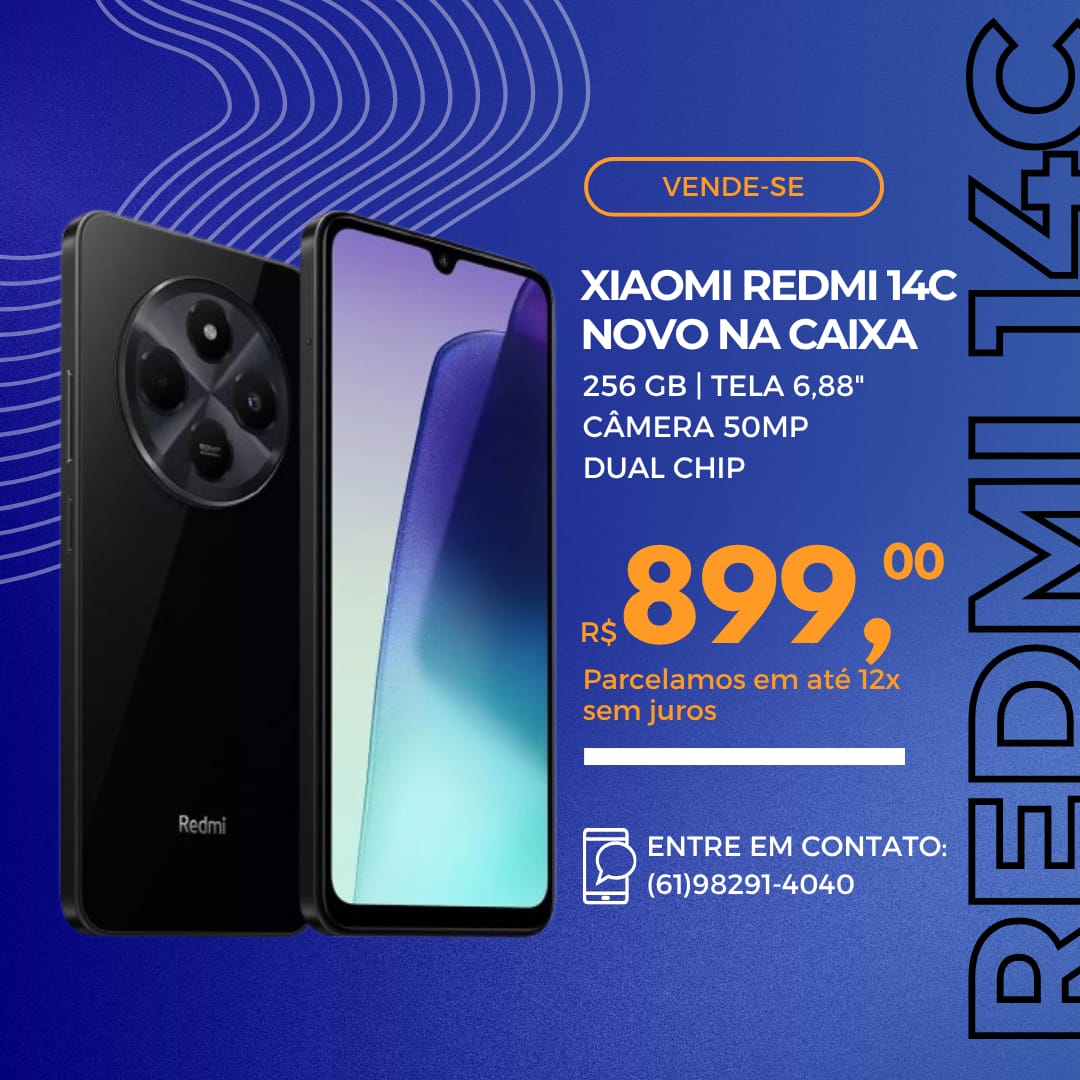 VENDE-SE
XIAOMI REDMI 14C
NOVO NA CAIXA
256 GB | TELA 6,88"
CÂMERA 50MP
DUAL CHIP
R$ 899,00
Parcelamos em até 12x
sem juros
ENTRE EM CONTATO:
(61)98291-4040
Redmi
REDMI 14C